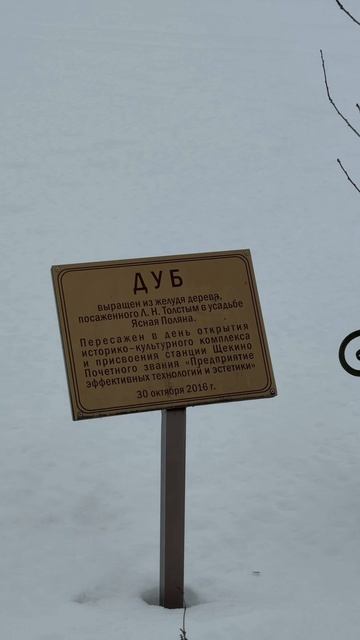 ДУБ
выращен из желудя дерева,
посаженного Л. Н. Толстым в усадьбе
Ясная Поляна.
Пересажен в день открытия
историко-культурного комплекса
и присвоения станции Щекино
Почетного звания «Предприятие
эффективных технологий и эстетики»
30 октября 2016 г.